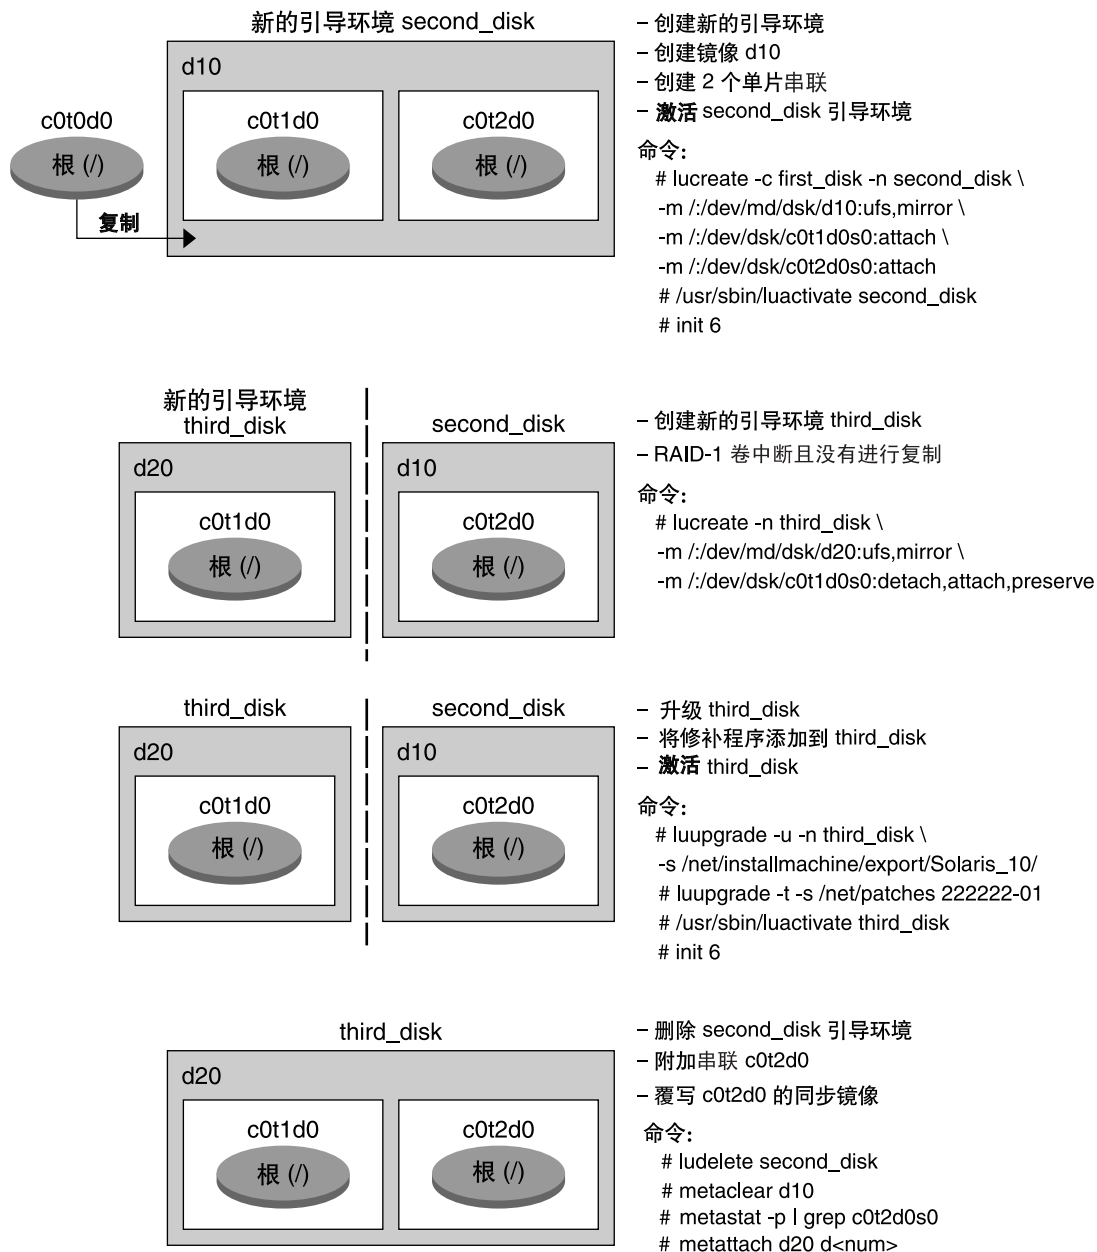 新的引导环境 second_disk
d10
c0t0d0
根 (/)
复制
c0t1d0
根 (/)
c0t2d0
根 (/)
– 创建新的引导环境
– 创建镜像 d10
– 创建 2 个单片串联
– 激活 second_disk 引导环境
命令:
# lucreate -c first_disk -n second_disk \
-m /:/dev/md/dsk/d10:ufs,mirror \
-m /:/dev/dsk/c0t1d0s0:attach \
-m /:/dev/dsk/c0t2d0s0:attach
# /usr/sbin/luactivate second_disk
# init 6
新的引导环境
third_disk
d20
c0t1d0
根 (/)
second_disk
d10
c0t2d0
根 (/)
– 创建新的引导环境 third_disk
– RAID-1 卷中断且没有进行复制
命令:
# lucreate -n third_disk \
-m /:/dev/md/dsk/d20:ufs,mirror \
-m /:/dev/dsk/c0t1d0s0:detach,attach,preserve
third_disk
d20
c0t1d0
根 (/)
second_disk
d10
c0t2d0
根 (/)
– 升级 third_disk
– 将修补程序添加到 third_disk
– 激活 third_disk
命令:
# luupgrade -u -n third_disk \
-s /net/installmachine/export/Solaris_10/
# luupgrade -t -s /net/patches 222222-01
# /usr/sbin/luactivate third_disk
# init 6
third_disk
d20
c0t1d0
根 (/)
c0t2d0
根 (/)
– 删除 second_disk 引导环境
– 附加串联 c0t2d0
– 覆写 c0t2d0 的同步镜像
命令:
# ludelete second_disk
# metaclear d10
# metastat -p | grep c0t2d0s0
# metattach d20 d<num>